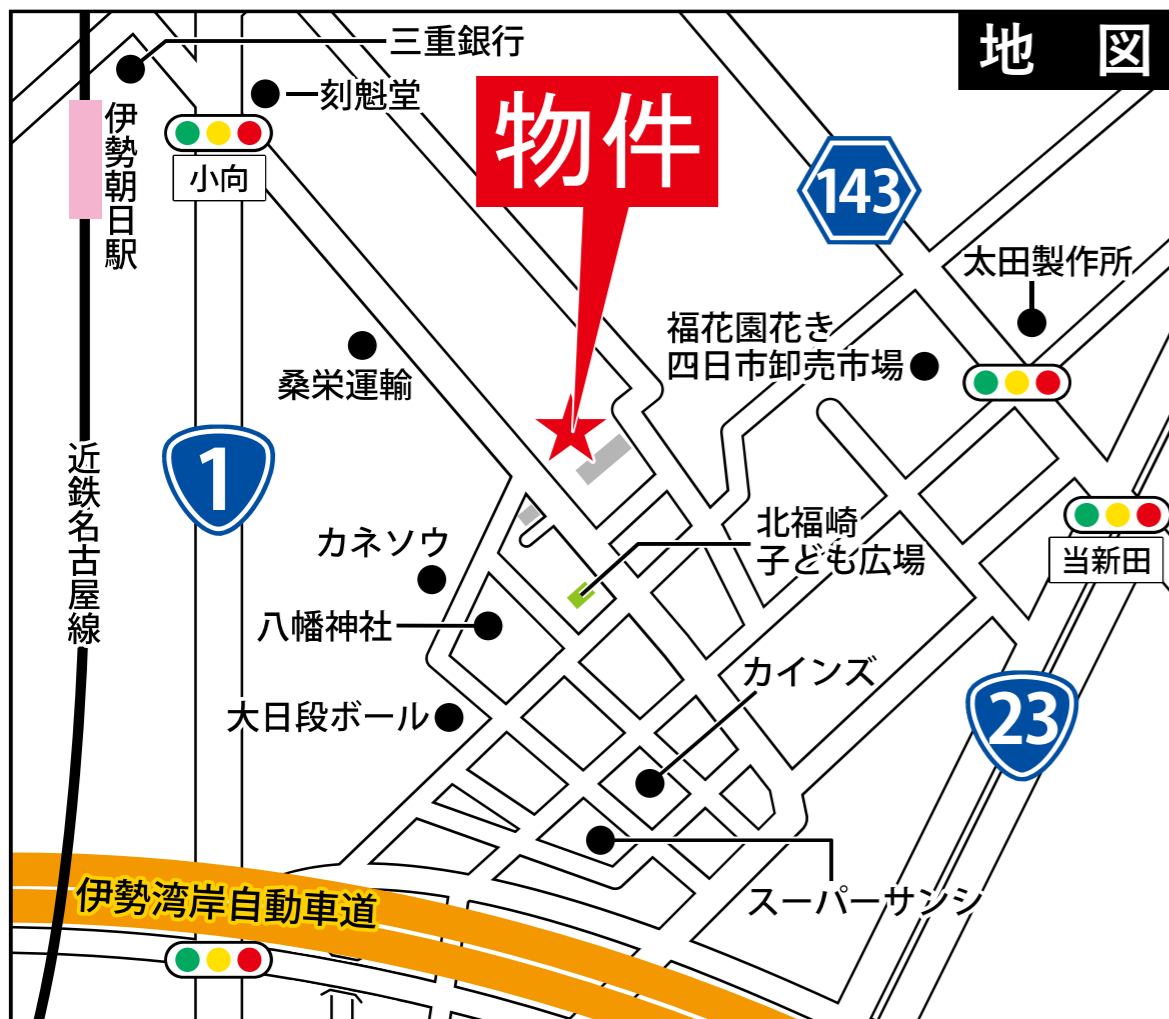 地 図
三重銀行
一刻魁堂
物件
伊勢朝日駅
小向
143
太田製作所
福花園花き
四日市卸売市場
桑栄運輸
1
近鉄名古屋線
カネソウ
北福崎
子ども広場
当新田
八幡神社
カインズ
大日段ボール
23
伊勢湾岸自動車道
スーパーサンシ